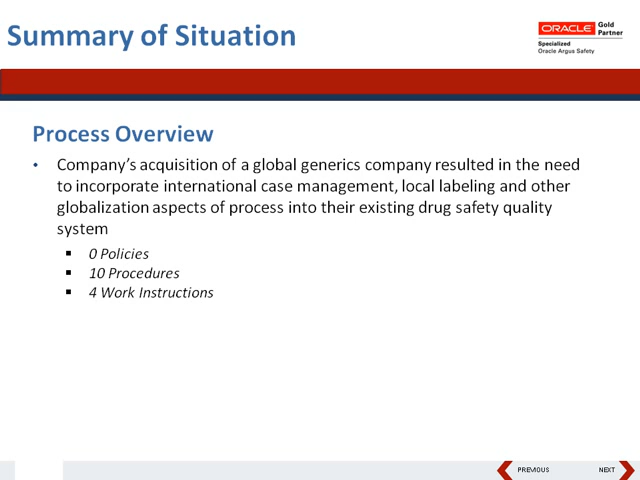 Summary of Situation
ORACLE Gold
Partner
Specialized
Oracle Argus Safety
Process Overview
• Company's acquisition of a global generics company resulted in the need
to incorporate international case management, local labeling and other
globalization aspects of process into their existing drug safety quality
system
▪ 0 Policies
▪ 10 Procedures
▪ 4 Work Instructions
PREVIOUS NEXT